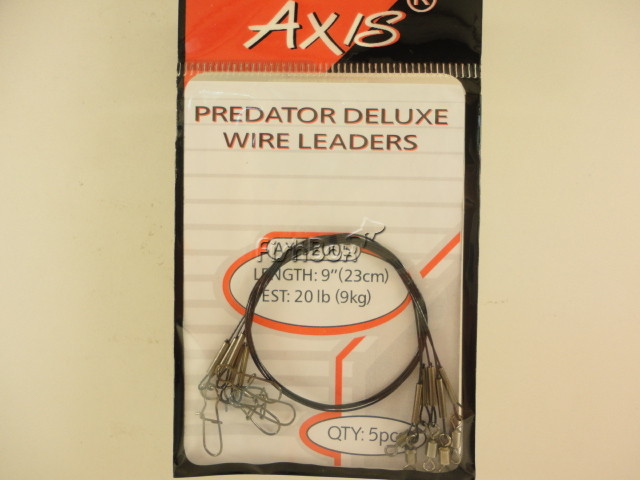 AXIS®
PREDATOR DELUXE
WIRE LEADERS
LENGTH: 9"(23cm)
EST: 20 lb (9kg)
QTY: 5pc